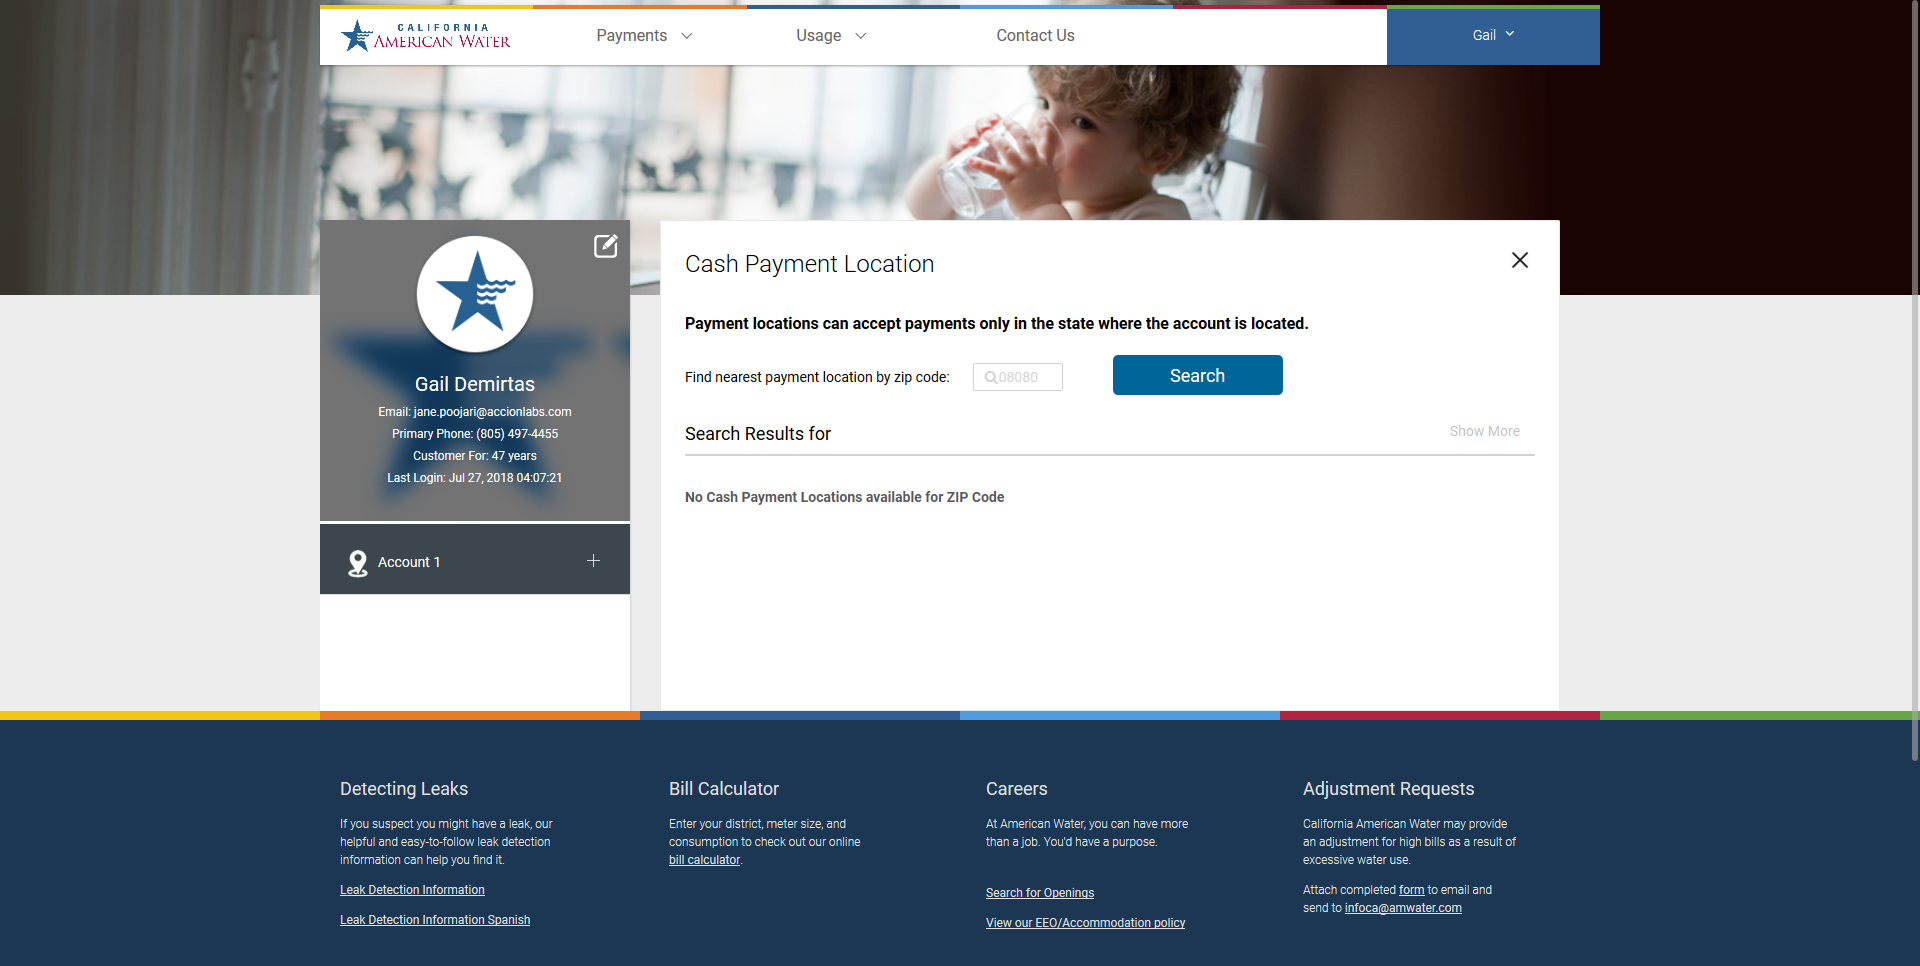 CALIFORNIA
AMERICAN WATER
Payments
Usage
Contact Us
Gail
Gail Demirtas
Email: jane.poojari@accionlabs.com
Primary Phone: (805) 497-4455
Customer For: 47 years
Last Login: Jul 27, 2018 04:07:21
Account 1
Cash Payment Location
Payment locations can accept payments only in the state where the account is located.
Find nearest payment location by zip code:
08080
Search
Search Results for
Show More
No Cash Payment Locations available for ZIP Code
Detecting Leaks
If you suspect you might have a leak, our
helpful and easy-to-follow leak detection
information can help you find it.
Leak Detection Information
Leak Detection Information Spanish
Bill Calculator
Enter your district, meter size, and
consumption to check out our online
bill calculator.
Careers
At American Water, you can have more
than a job. You'd have a purpose.
Search for Openings
View our EEO/Accommodation policy
Adjustment Requests
California American Water may provide
an adjustment for high bills as a result of
excessive water use.
Attach completed form to email and
send to infoca@amwater.com